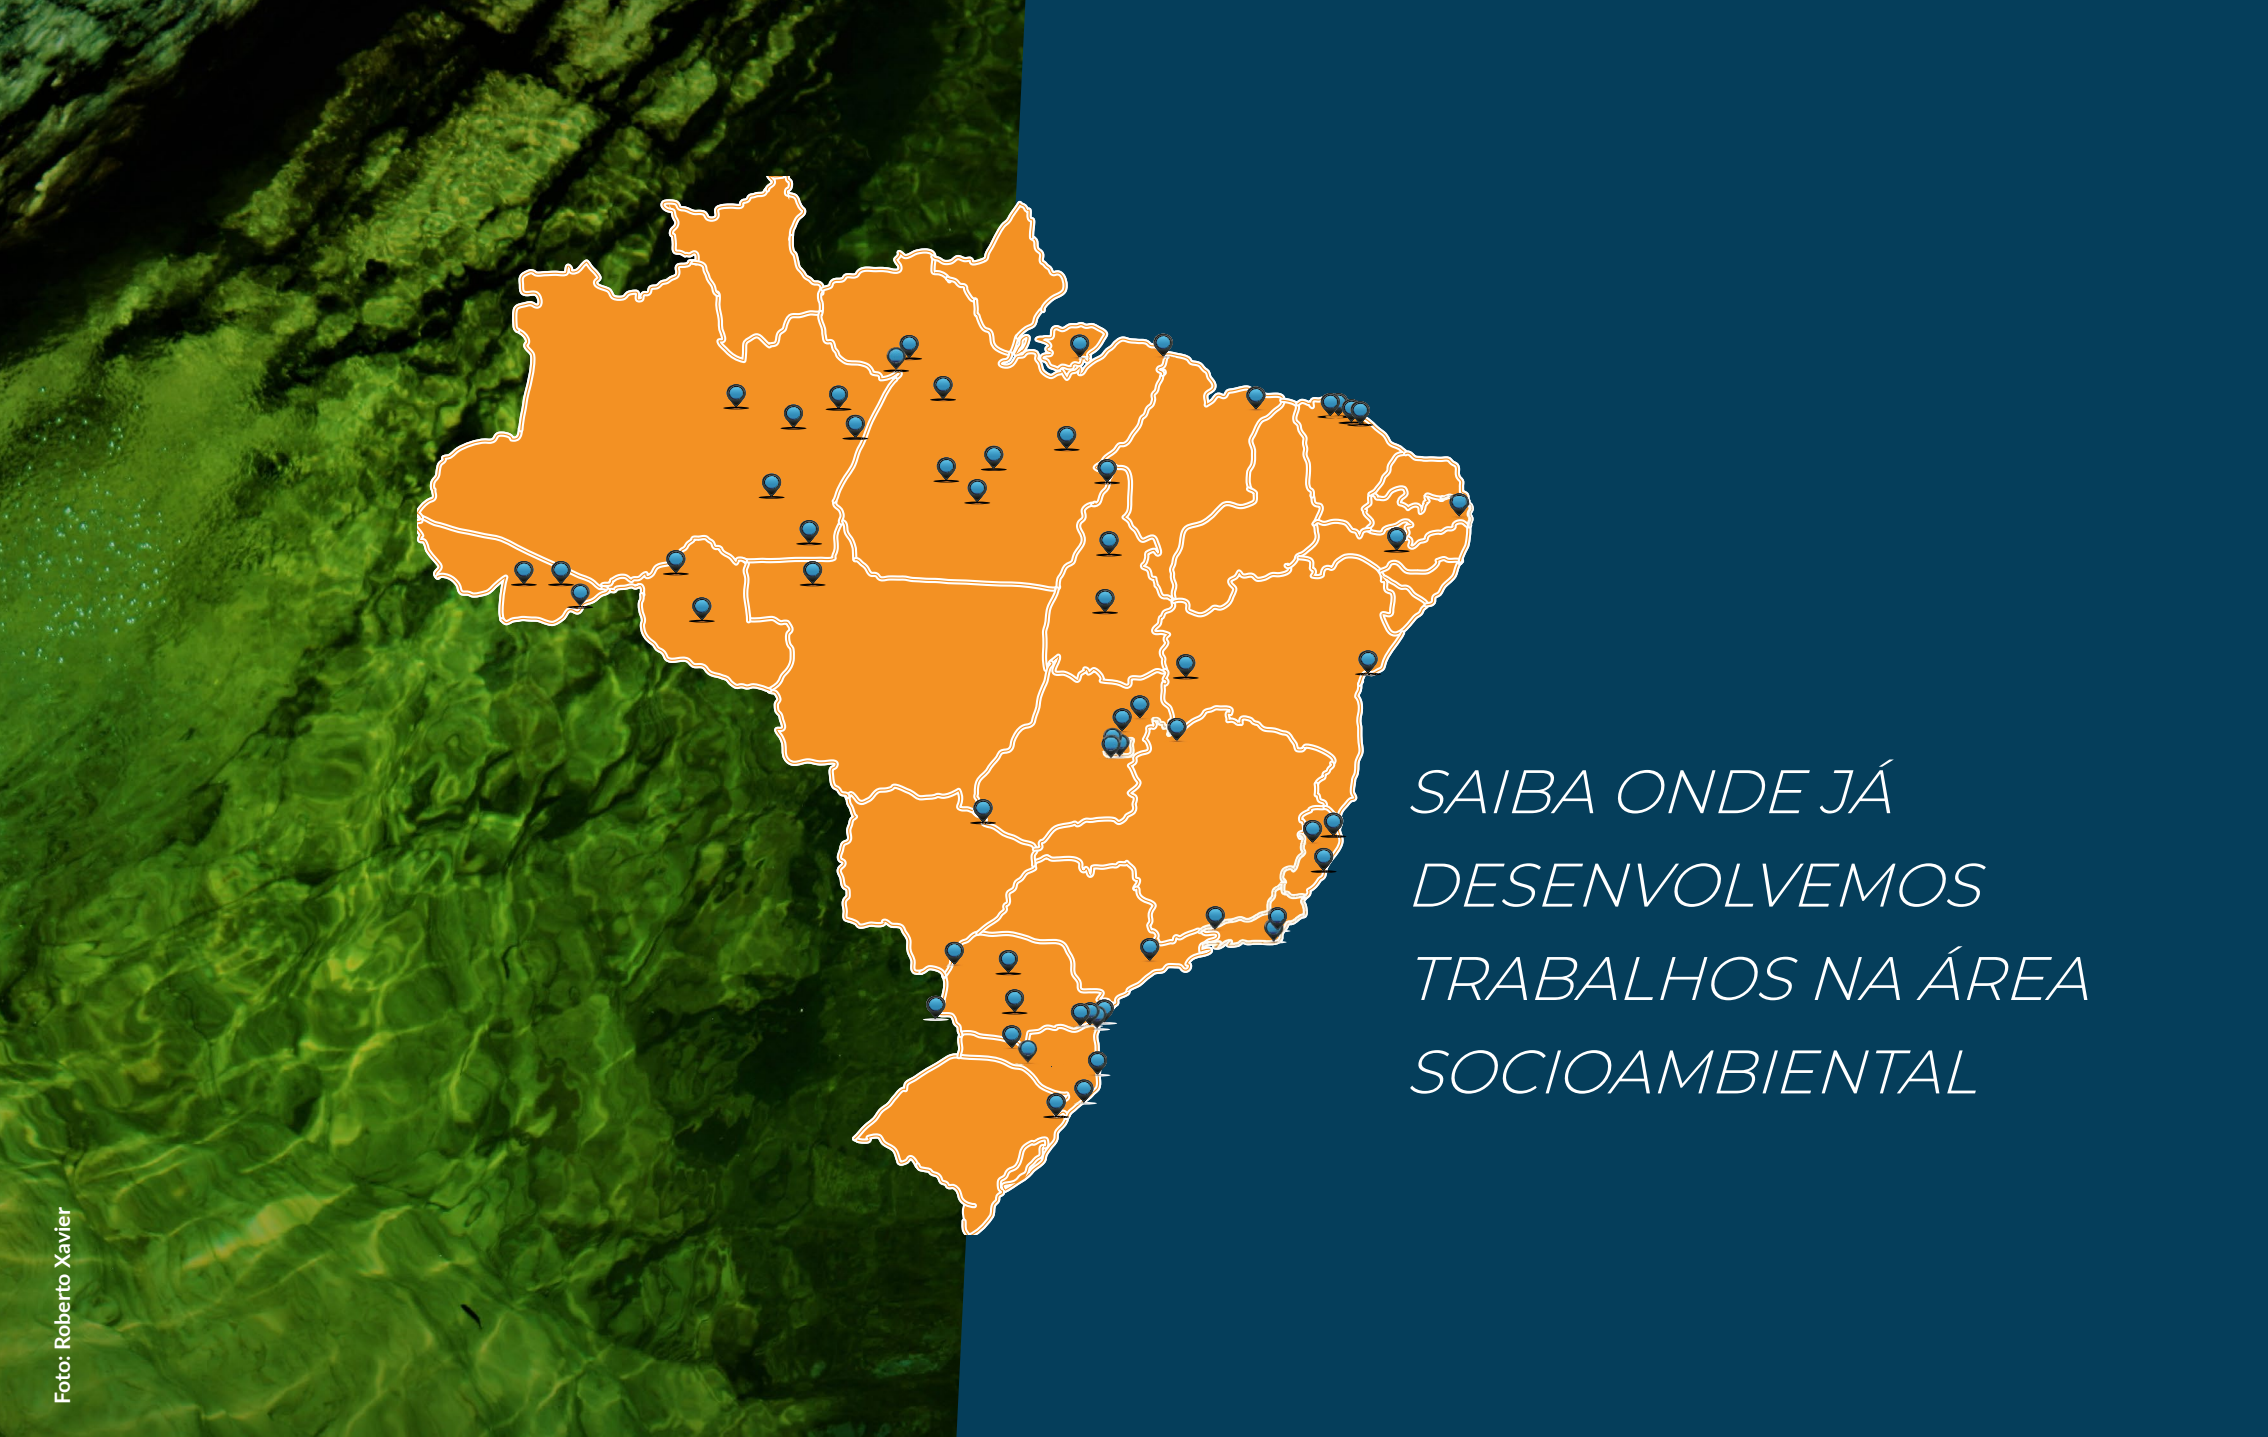 SAIBA ONDE JÁ
DESENVOLVEMOS
TRABALHOS NA ÁREA
SOCIOAMBIENTAL
Foto: Roberto Xavier